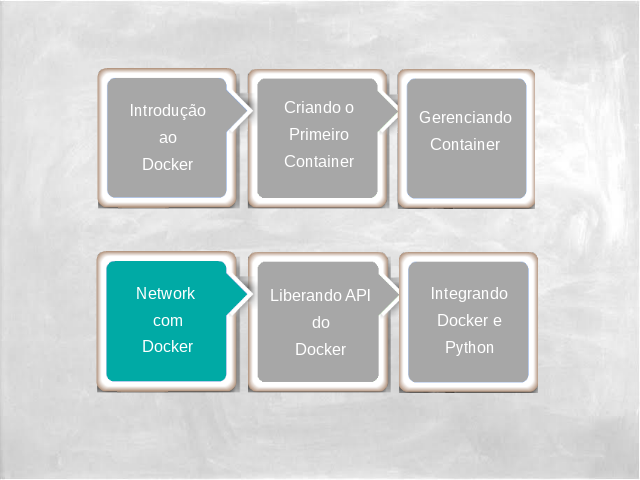 Introdução
ao
Docker
Criando o
Primeiro
Container
Gerenciando
Container
Network
com
Docker
Liberando API
do
Docker
Integrando
Docker e
Python